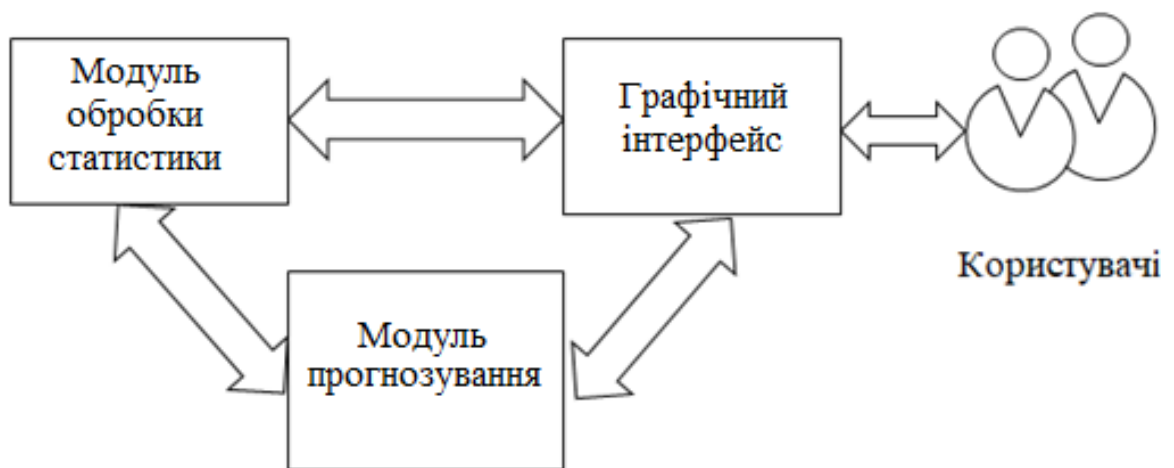 Модуль
обробки
статистики
Графічний
інтерфейс
Користувачі
Модуль
прогнозування